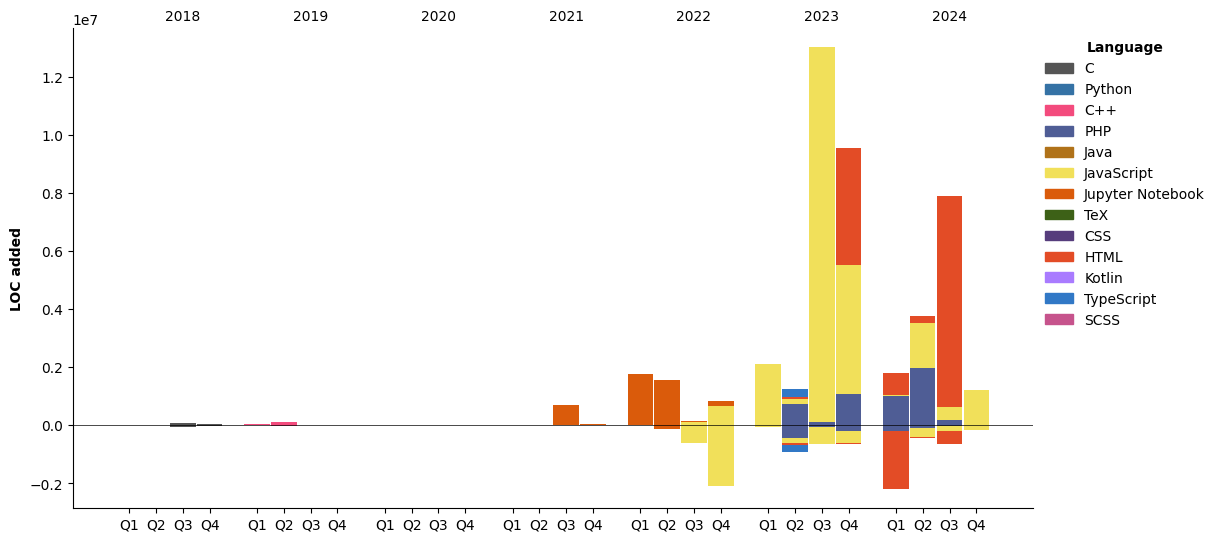 1e7
2018 2019 2020 2021 2022 2023 2024
Language
C
Python
C++
PHP
Java
JavaScript
Jupyter Notebook
TeX
CSS
HTML
Kotlin
TypeScript
SCSS
LOC added
1.2
1.0
0.8
0.6
0.4
0.2
0.0
−0.2
Q1 Q2 Q3 Q4 Q1 Q2 Q3 Q4 Q1 Q2 Q3 Q4 Q1 Q2 Q3 Q4 Q1 Q2 Q3 Q4 Q1 Q2 Q3 Q4 Q1 Q2 Q3 Q4